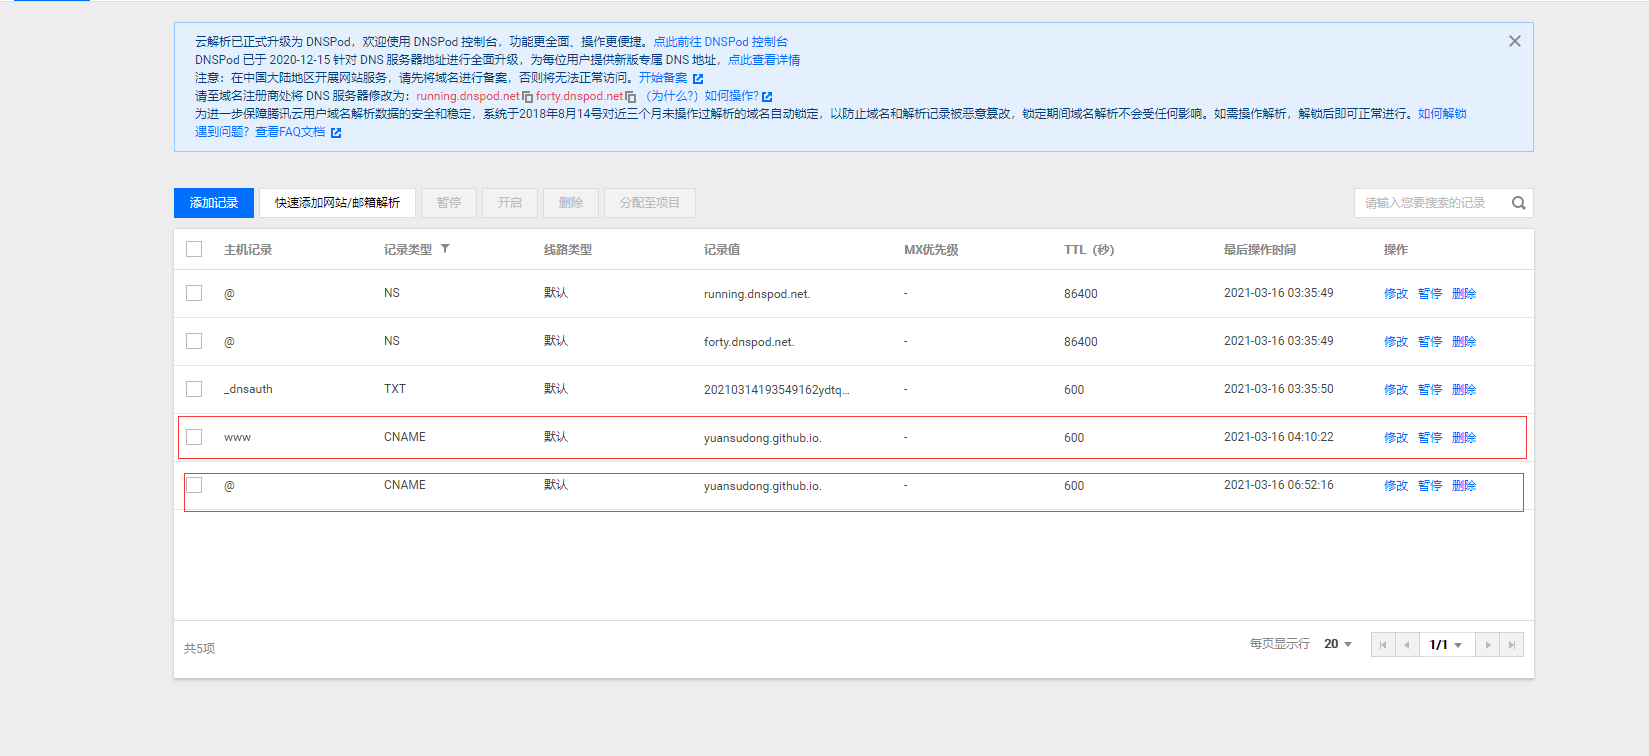 云解析已正式升级为 DNSPod，欢迎使用 DNSPod 控制台，功能更全面、操作更便捷。点此前往 DNSPod 控制台
DNSPod 已于 2020-12-15 针对 DNS 服务器地址进行全面升级，为每位用户提供新版专属 DNS 地址，点此查看详情
注意：在中国大陆地区开展网站服务，请先将域名进行备案，否则将无法正常访问。开始备案
请至域名注册商处将 DNS 服务器修改为：running.dnspod.net forty.dnspod.net （为什么?）如何操作?
为进一步保障腾讯云用户域名解析数据的安全和稳定，系统于2018年8月14号对近三个月未操作过解析的域名自动锁定，以防止域名和解析记录被恶意篡改，锁定期间域名解析不会受任何影响。如需操作解析，解锁后即可正常进行。如何解锁
遇到问题？查看FAQ文档
添加记录 快速添加网站/邮箱解析 暂停 开启 删除 分配至项目 请输入您要搜索的记录
主机记录 记录类型 线路类型 记录值 MX优先级 TTL（秒） 最后操作时间 操作
@ NS 默认 running.dnspod.net. - 86400 2021-03-16 03:35:49 修改 暂停 删除
@ NS 默认 forty.dnspod.net. - 86400 2021-03-16 03:35:49 修改 暂停 删除
_dnsauth TXT 默认 20210314193549162ydtq... - 600 2021-03-16 03:35:50 修改 暂停 删除
www CNAME 默认 yuansudong.github.io. - 600 2021-03-16 04:10:22 修改 暂停 删除
@ CNAME 默认 yuansudong.github.io. - 600 2021-03-16 06:52:16 修改 暂停 删除
共5项 每页显示行 20 1/1